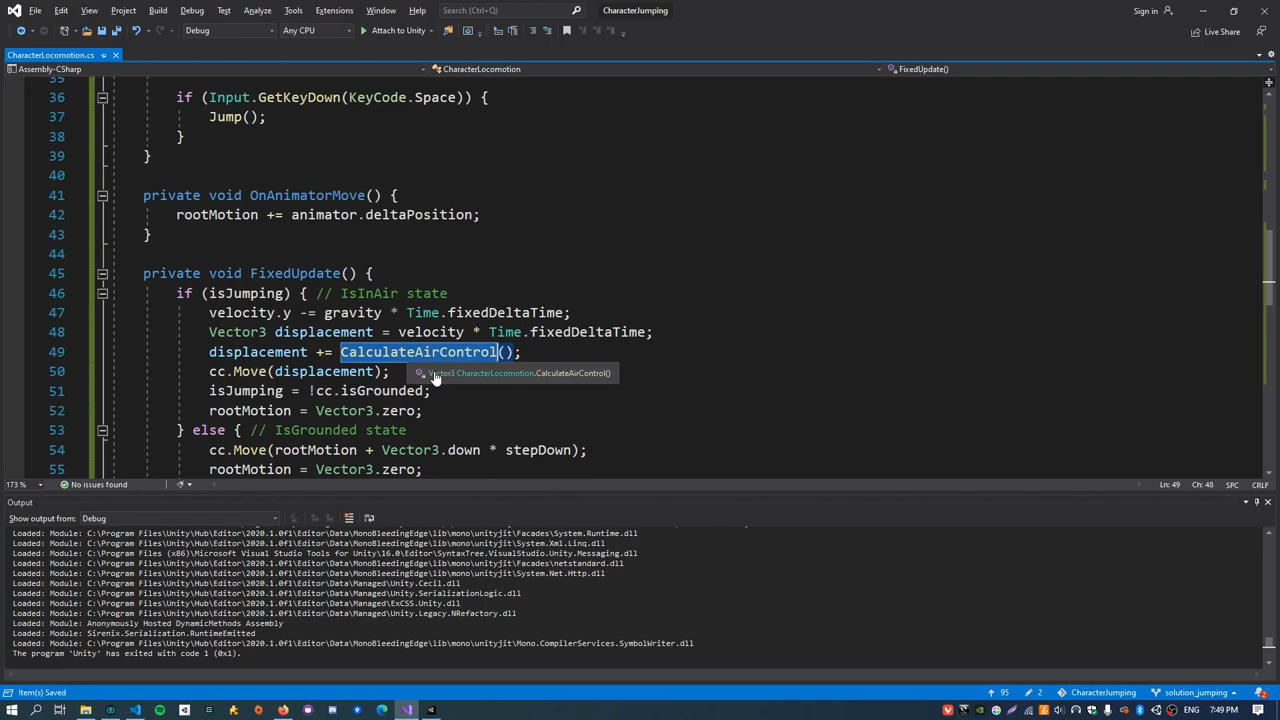 File Edit View Project Build Debug Test Analyze Tools Extensions Window Help Search (Ctrl+Q) CharacterJumping Sign in
Debug Any CPU Attach to Unity Live Share
CharacterLocomotion.cs
Assembly-CSharp CharacterLocomotion FixedUpdate()
35
36 if (Input.GetKeyDown(KeyCode.Space)) {
37 Jump();
38 }
39 }
40
41 private void OnAnimatorMove() {
42 rootMotion += animator.deltaPosition;
43 }
44
45 private void FixedUpdate() {
46 if (isJumping) { // IsInAir state
47 velocity.y -= gravity * Time.fixedDeltaTime;
48 Vector3 displacement = velocity * Time.fixedDeltaTime;
49 displacement += CalculateAirControl();
50 cc.Move(displacement);
Vector3 CharacterLocomotion.CalculateAirControl()
51 isJumping = !cc.isGrounded;
52 rootMotion = Vector3.zero;
53 } else { // IsGrounded state
54 cc.Move(rootMotion + Vector3.down * stepDown);
55 rootMotion = Vector3.zero;
173 % No issues found Ln: 49 Ch: 48 SPC CRLF
Output
Show output from: Debug
Loaded: Module: C:\Program Files\Unity\Hub\Editor\2020.1.0f1\Editor\Data\MonoBleedingEdge\lib\mono\unityjit\Facades\System.Runtime.dll
Loaded: Module: C:\Program Files\Unity\Hub\Editor\2020.1.0f1\Editor\Data\MonoBleedingEdge\lib\mono\unityjit\System.Xml.Linq.dll
Loaded: Module: C:\Program Files (x86)\Microsoft Visual Studio Tools for Unity\16.0\Editor\SyntaxTree.VisualStudio.Unity.Messaging.dll
Loaded: Module: C:\Program Files\Unity\Hub\Editor\2020.1.0f1\Editor\Data\MonoBleedingEdge\lib\mono\unityjit\Facades\netstandard.dll
Loaded: Module: C:\Program Files\Unity\Hub\Editor\2020.1.0f1\Editor\Data\MonoBleedingEdge\lib\mono\unityjit\System.Net.Http.dll
Loaded: Module: C:\Program Files\Unity\Hub\Editor\2020.1.0f1\Editor\Data\Managed\Unity.Cecil.dll
Loaded: Module: C:\Program Files\Unity\Hub\Editor\2020.1.0f1\Editor\Data\Managed\Unity.SerializationLogic.dll
Loaded: Module: C:\Program Files\Unity\Hub\Editor\2020.1.0f1\Editor\Data\Managed\ExCSS.Unity.dll
Loaded: Module: C:\Program Files\Unity\Hub\Editor\2020.1.0f1\Editor\Data\Managed\Unity.Legacy.NRefactory.dll
Loaded: Module: Anonymously Hosted DynamicMethods Assembly
Loaded: Module: Sirenix.Serialization.RuntimeEmitted
Loaded: Module: C:\Program Files\Unity\Hub\Editor\2020.1.0f1\Editor\Data\MonoBleedingEdge\lib\mono\unityjit\Mono.CompilerServices.SymbolWriter.dll
The program 'Unity' has exited with code 1 (0x1).
Item(s) Saved 95 2 CharacterJumping solution_jumping 2
ENG 7:49 PM